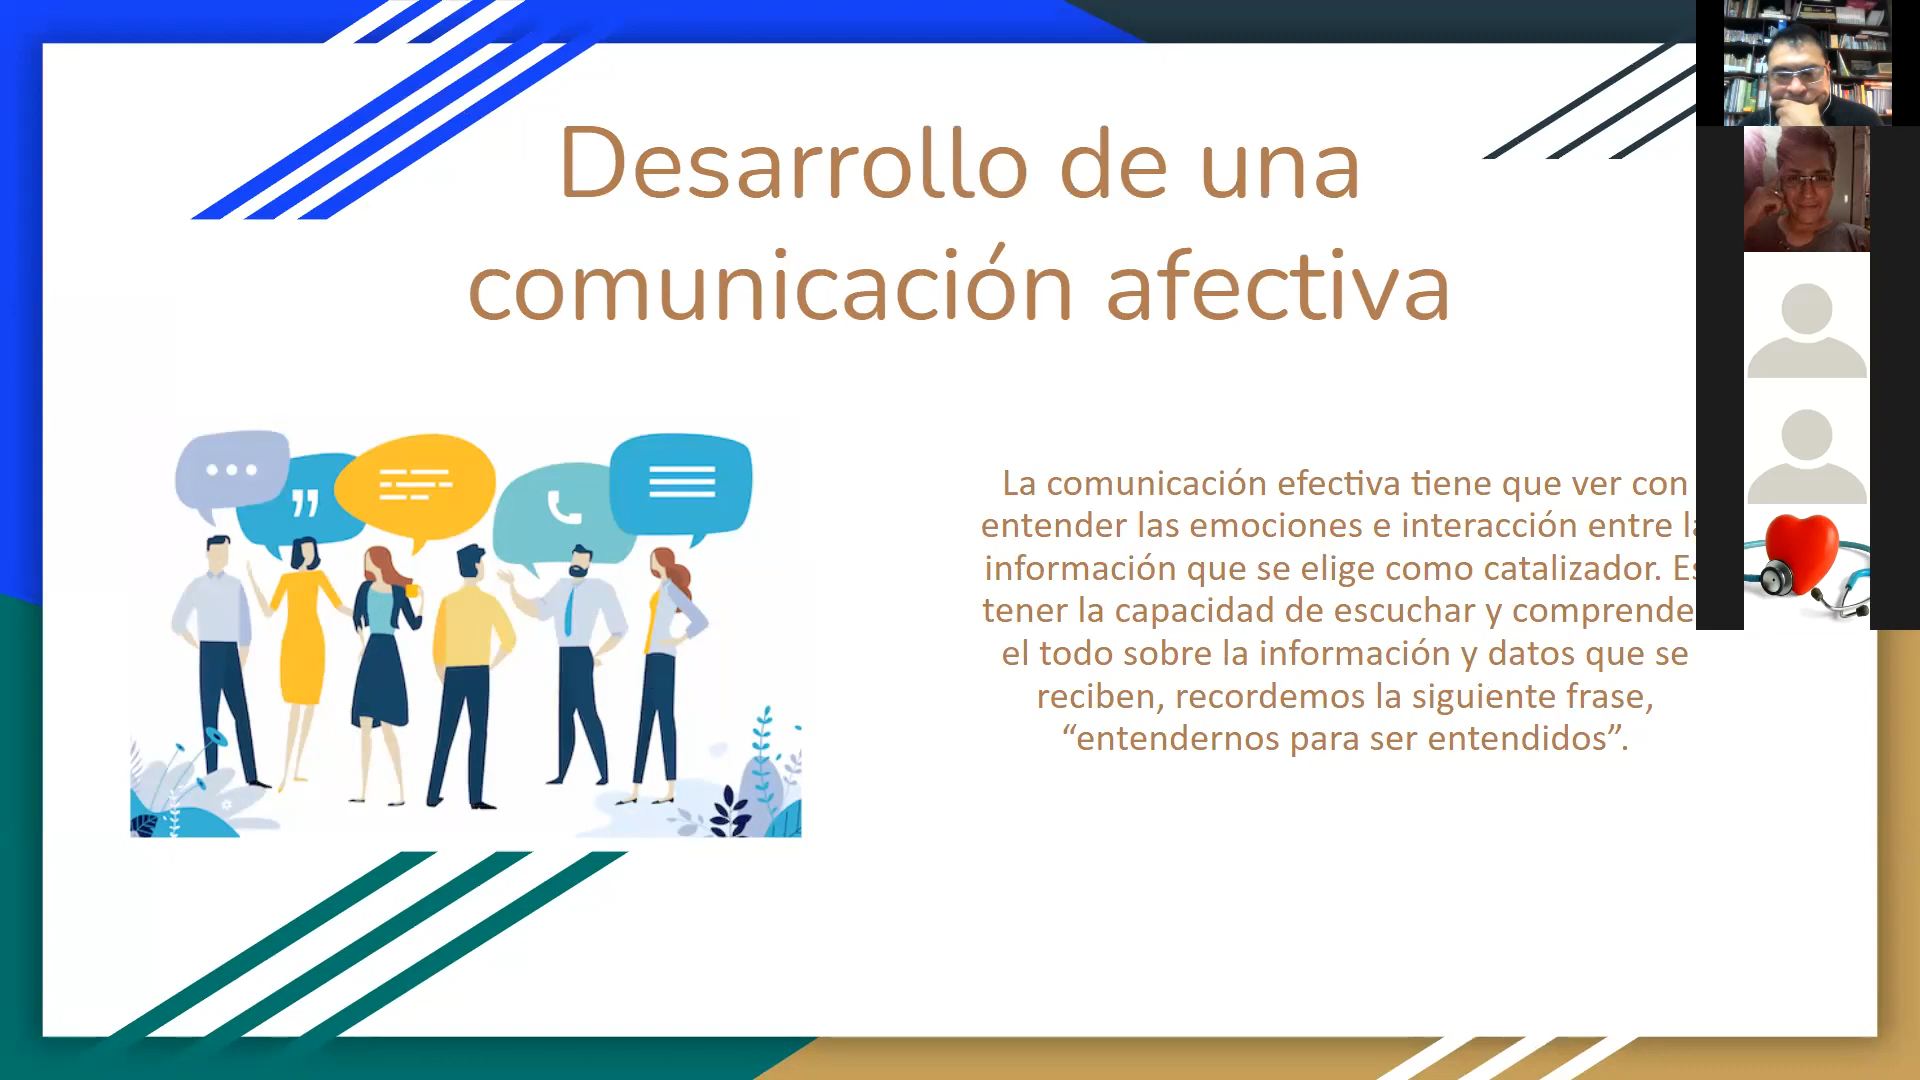 Desarrollo de una
comunicación afectiva
La comunicación efectiva tiene que ver con
entender las emociones e interacción entre la
información que se elige como catalizador. Es
tener la capacidad de escuchar y comprende
el todo sobre la información y datos que se
reciben, recordemos la siguiente frase,
“entendernos para ser entendidos”.